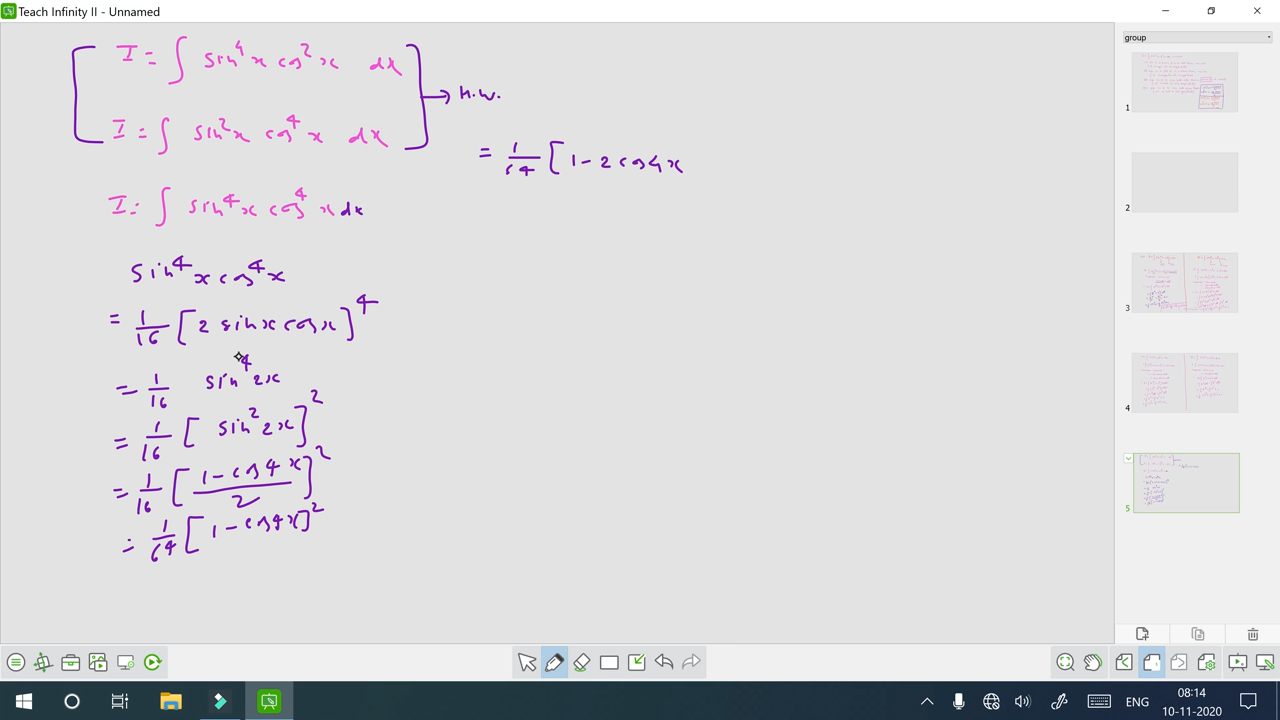 Teach Infinity II - Unnamed
I = ∫ sin⁴x cos²x dx
I = ∫ sin²x cos⁴x dx
→ H.W.
I = ∫ sin⁴x cos⁴x dx
sin⁴x cos⁴x
= 1/16 [2 sinx cosx]⁴
= 1/16 sin⁴2x
= 1/16 [sin²2x]²
= 1/16 [(1 - cos4x)/2]²
= 1/64 [1 - cos4x]²
= 1/64 [1 - 2cos4x
group
1
2
3
4
5
ENG
08:14
10-11-2020